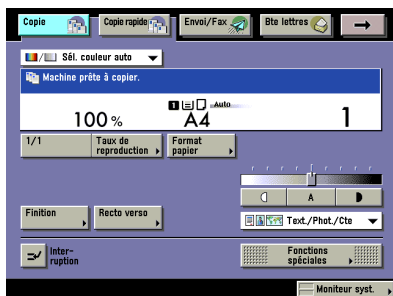 Copie
Copie rapide
Envoi/Fax
Bte lettres
Sél. couleur auto
Machine prête à copier.
100 %
1 Auto
A4
1
1/1
Taux de
reproduction
Format
papier
A
Finition
Recto verso
Text./Phot./Cte
Inter-
ruption
Fonctions
spéciales
Moniteur syst.